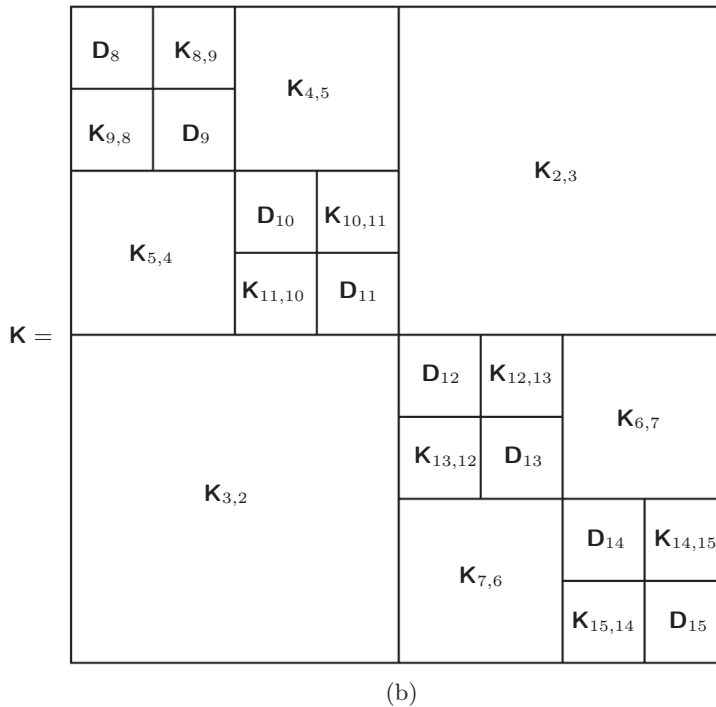 D₈ K₈,₉
K₄,₅
K₉,₈ D₉
K₂,₃
D₁₀ K₁₀,₁₁
K₅,₄
K₁₁,₁₀ D₁₁
K =
D₁₂ K₁₂,₁₃
K₆,₇
K₁₃,₁₂ D₁₃
K₃,₂
D₁₄ K₁₄,₁₅
K₇,₆
K₁₅,₁₄ D₁₅
(b)